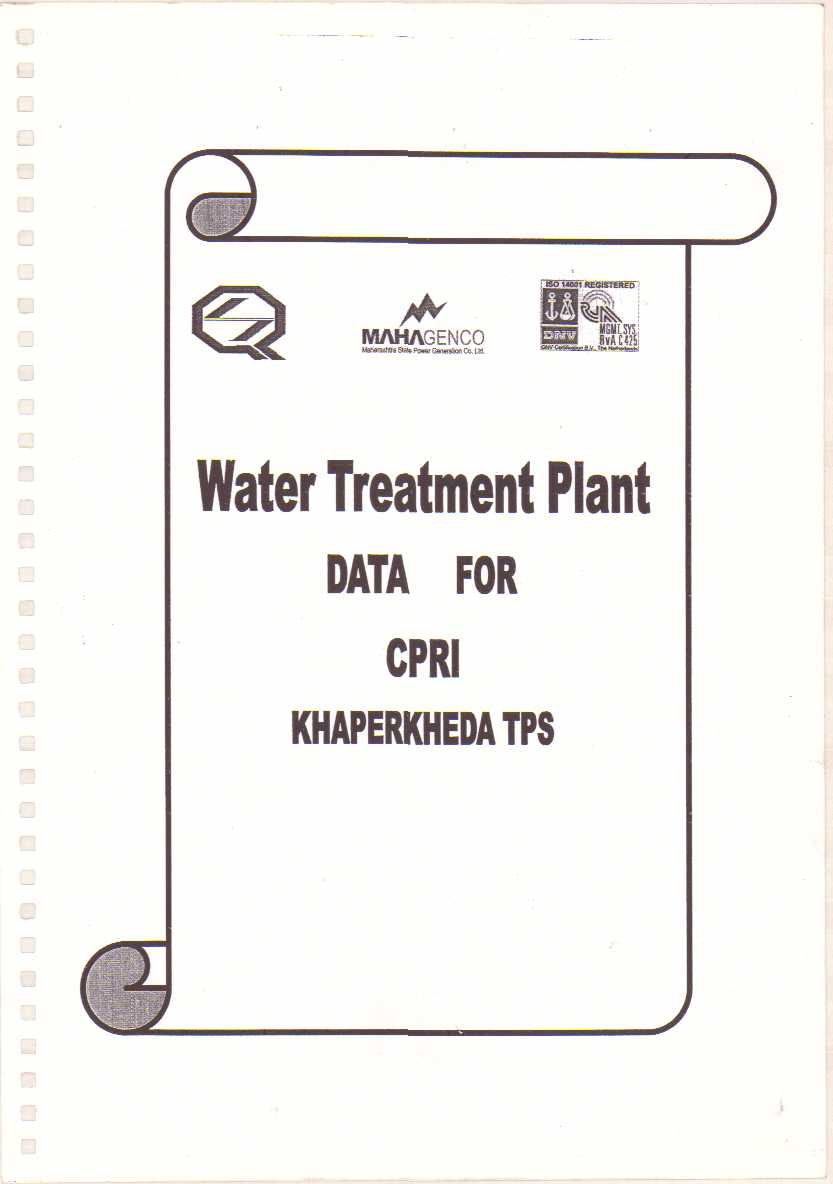 ISO 14001 REGISTERED
DNV
MGMT. SYS.
RvA C 425
DNV Certification B.V., The Netherlands
MAHAGENCO
Maharashtra State Power Generation Co. Ltd.
Water Treatment Plant
DATA FOR
CPRI
KHAPERKHEDA TPS